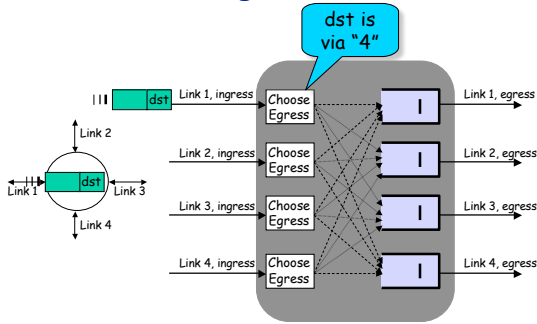 dst is
via "4"
dst
Link 1, ingress
Choose
Egress
Link 1, egress
Link 2
Link 2, ingress
Choose
Egress
Link 2, egress
Link 1
dst
Link 3
Link 3, ingress
Choose
Egress
Link 3, egress
Link 4
Link 4, ingress
Choose
Egress
Link 4, egress